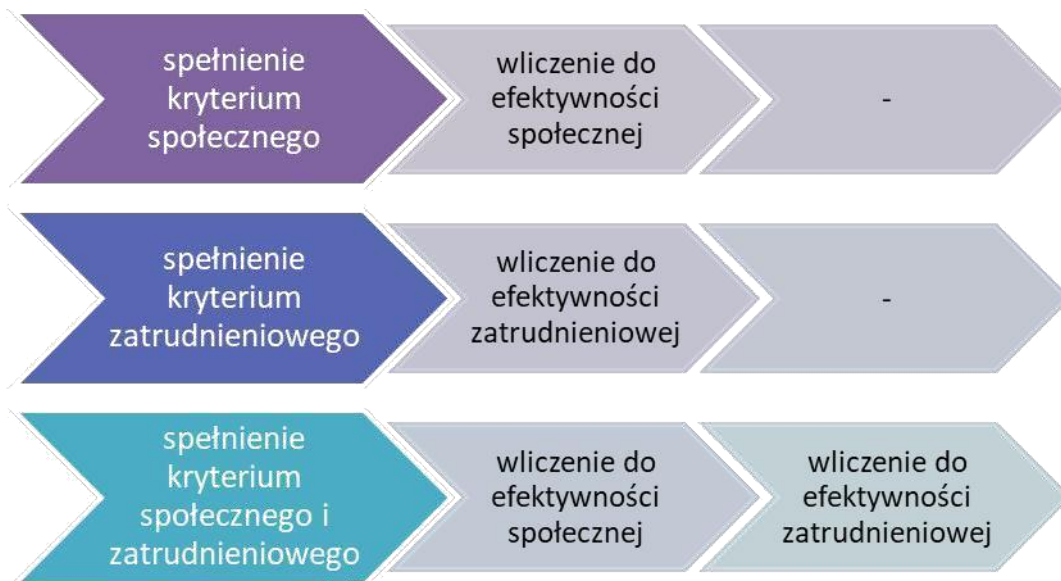 spełnienie
kryterium
społecznego
wliczenie do
efektywności
społecznej
-
spełnienie
kryterium
zatrudnieniowego
wliczenie do
efektywności
zatrudnieniowej
-
spełnienie
kryterium
społecznego i
zatrudnieniowego
wliczenie do
efektywności
społecznej
wliczenie do
efektywności
zatrudnieniowej